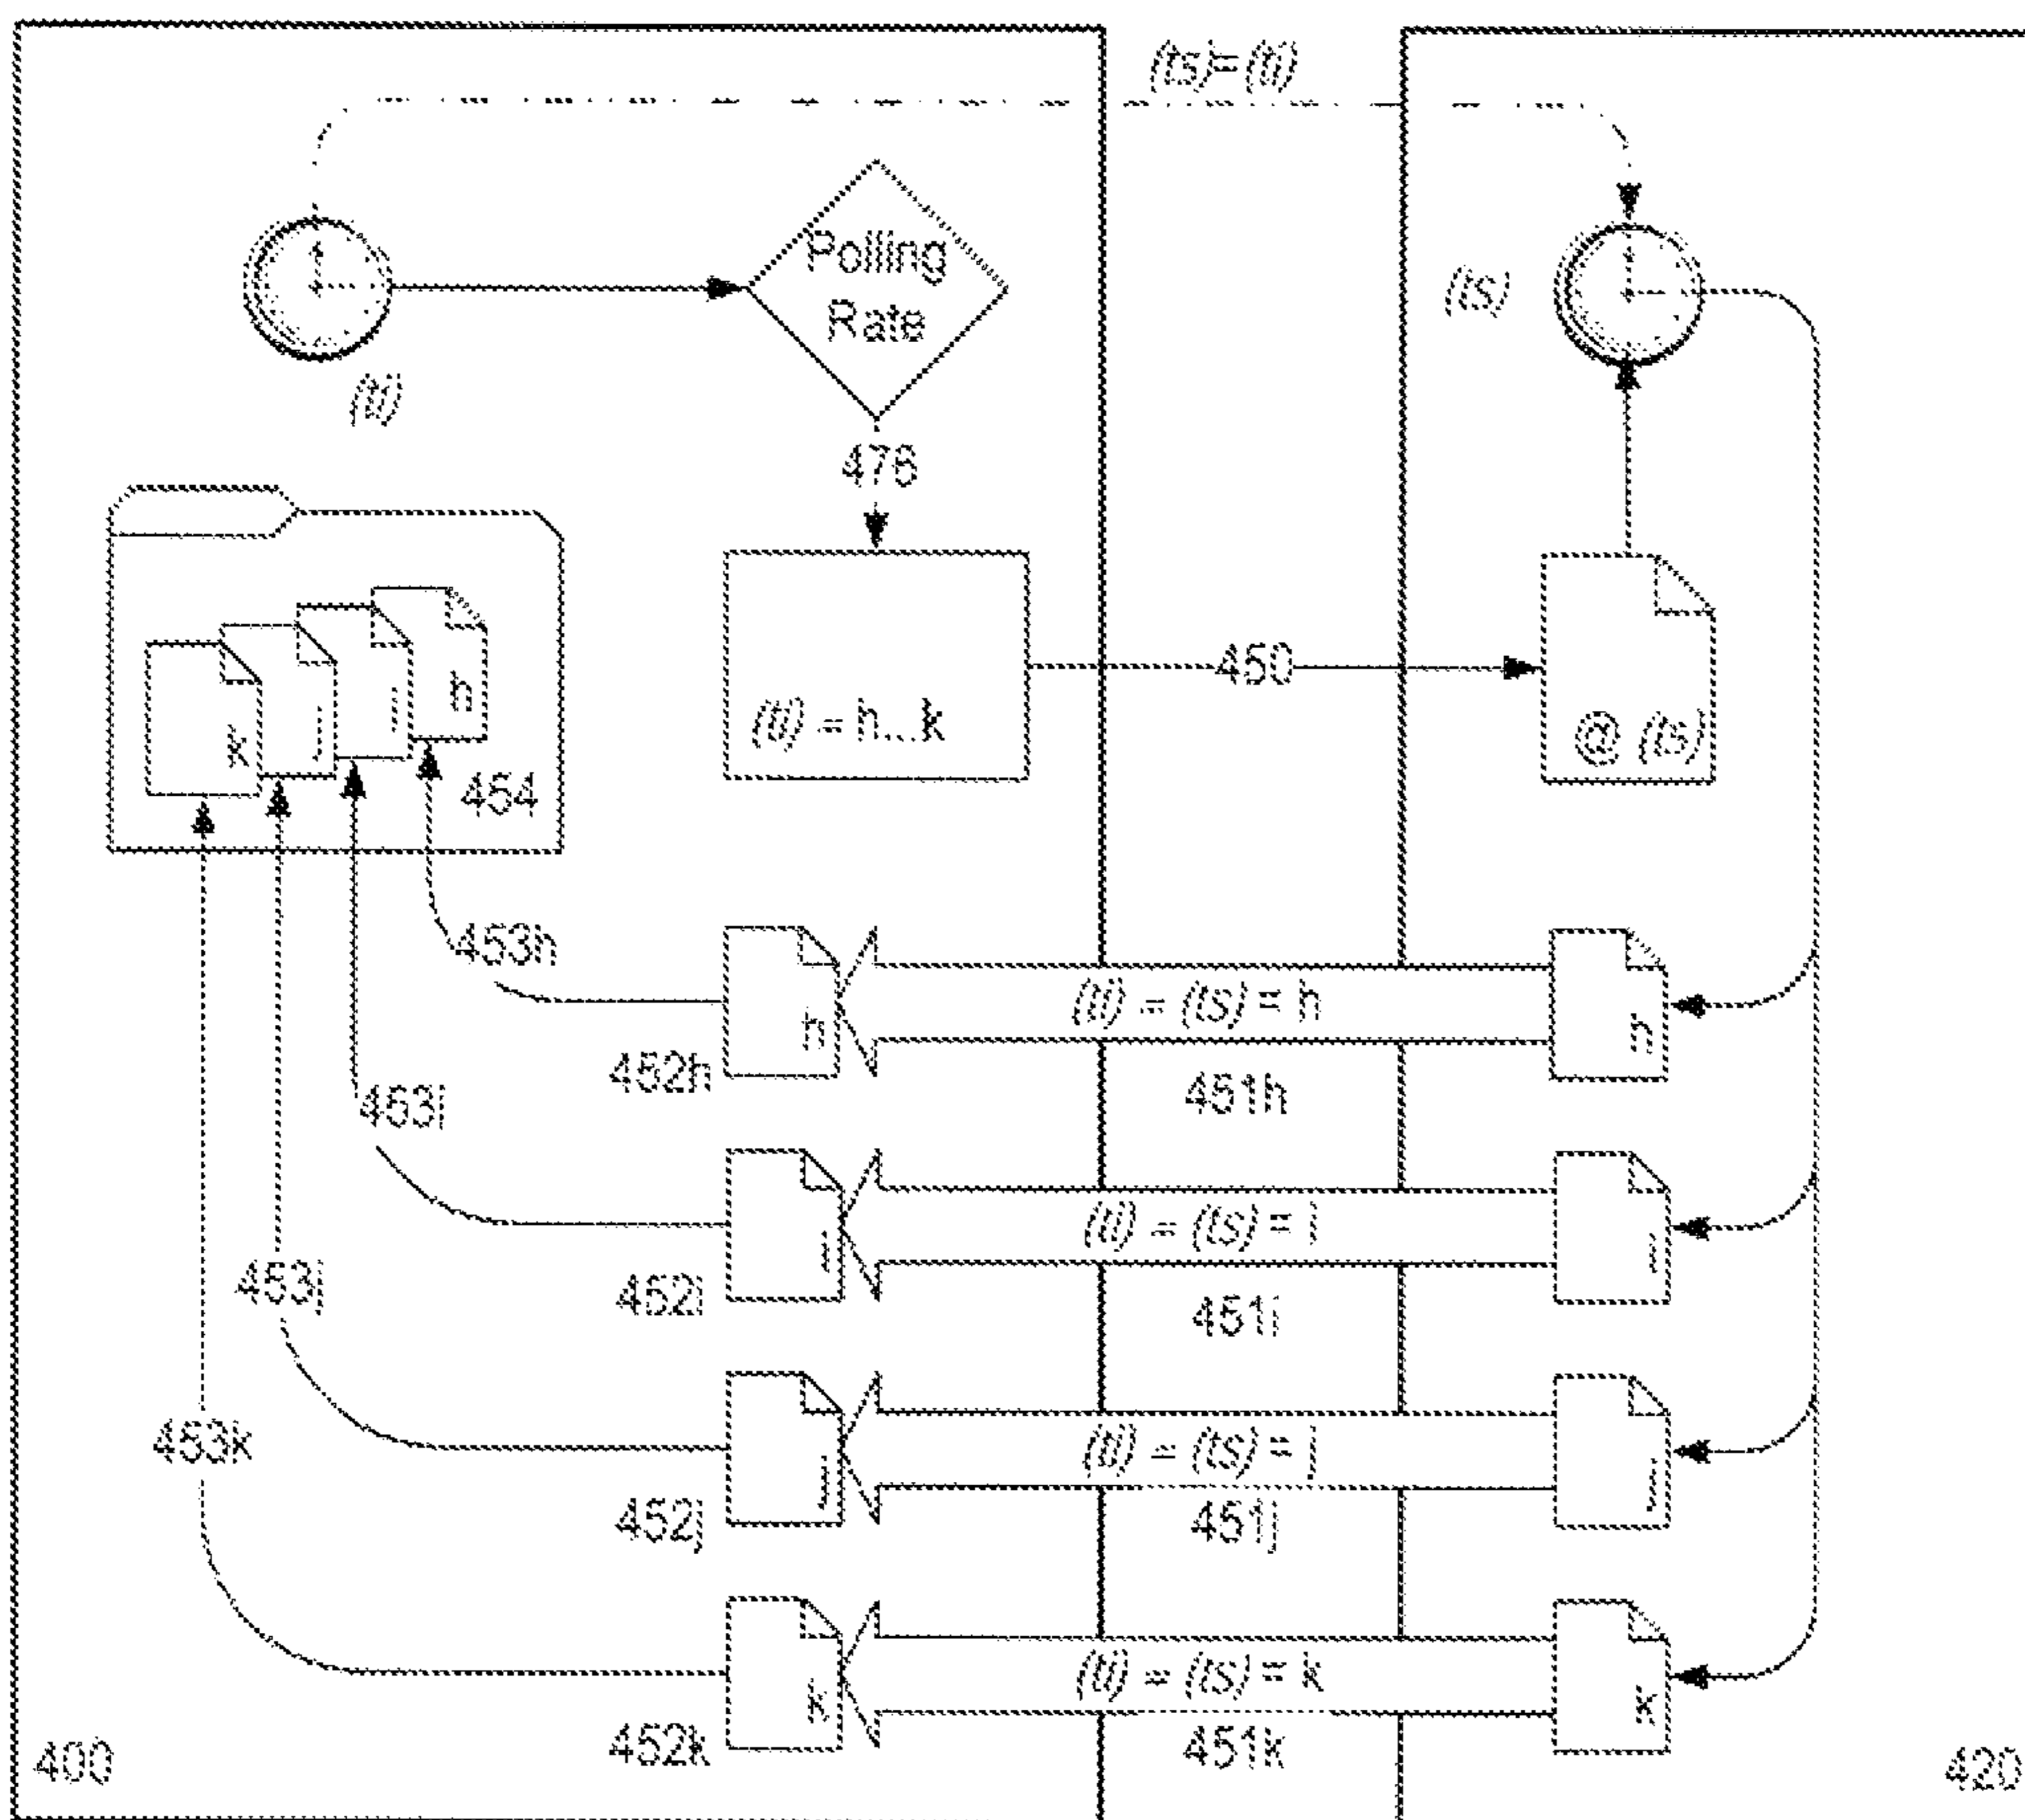 (ts)=(ti)
Polling
Rate
(ts)
(ti)
476
h
i
j
k
454
(ti) = h...k
450
@ (ts)
453h
h
(ti) = (ts) = h
h
452h
451h
453i
i
(ti) = (ts) = i
i
452i
451i
453j
j
(ti) = (ts) = j
j
452j
451j
453k
k
(ti) = (ts) = k
k
452k
451k
400
420